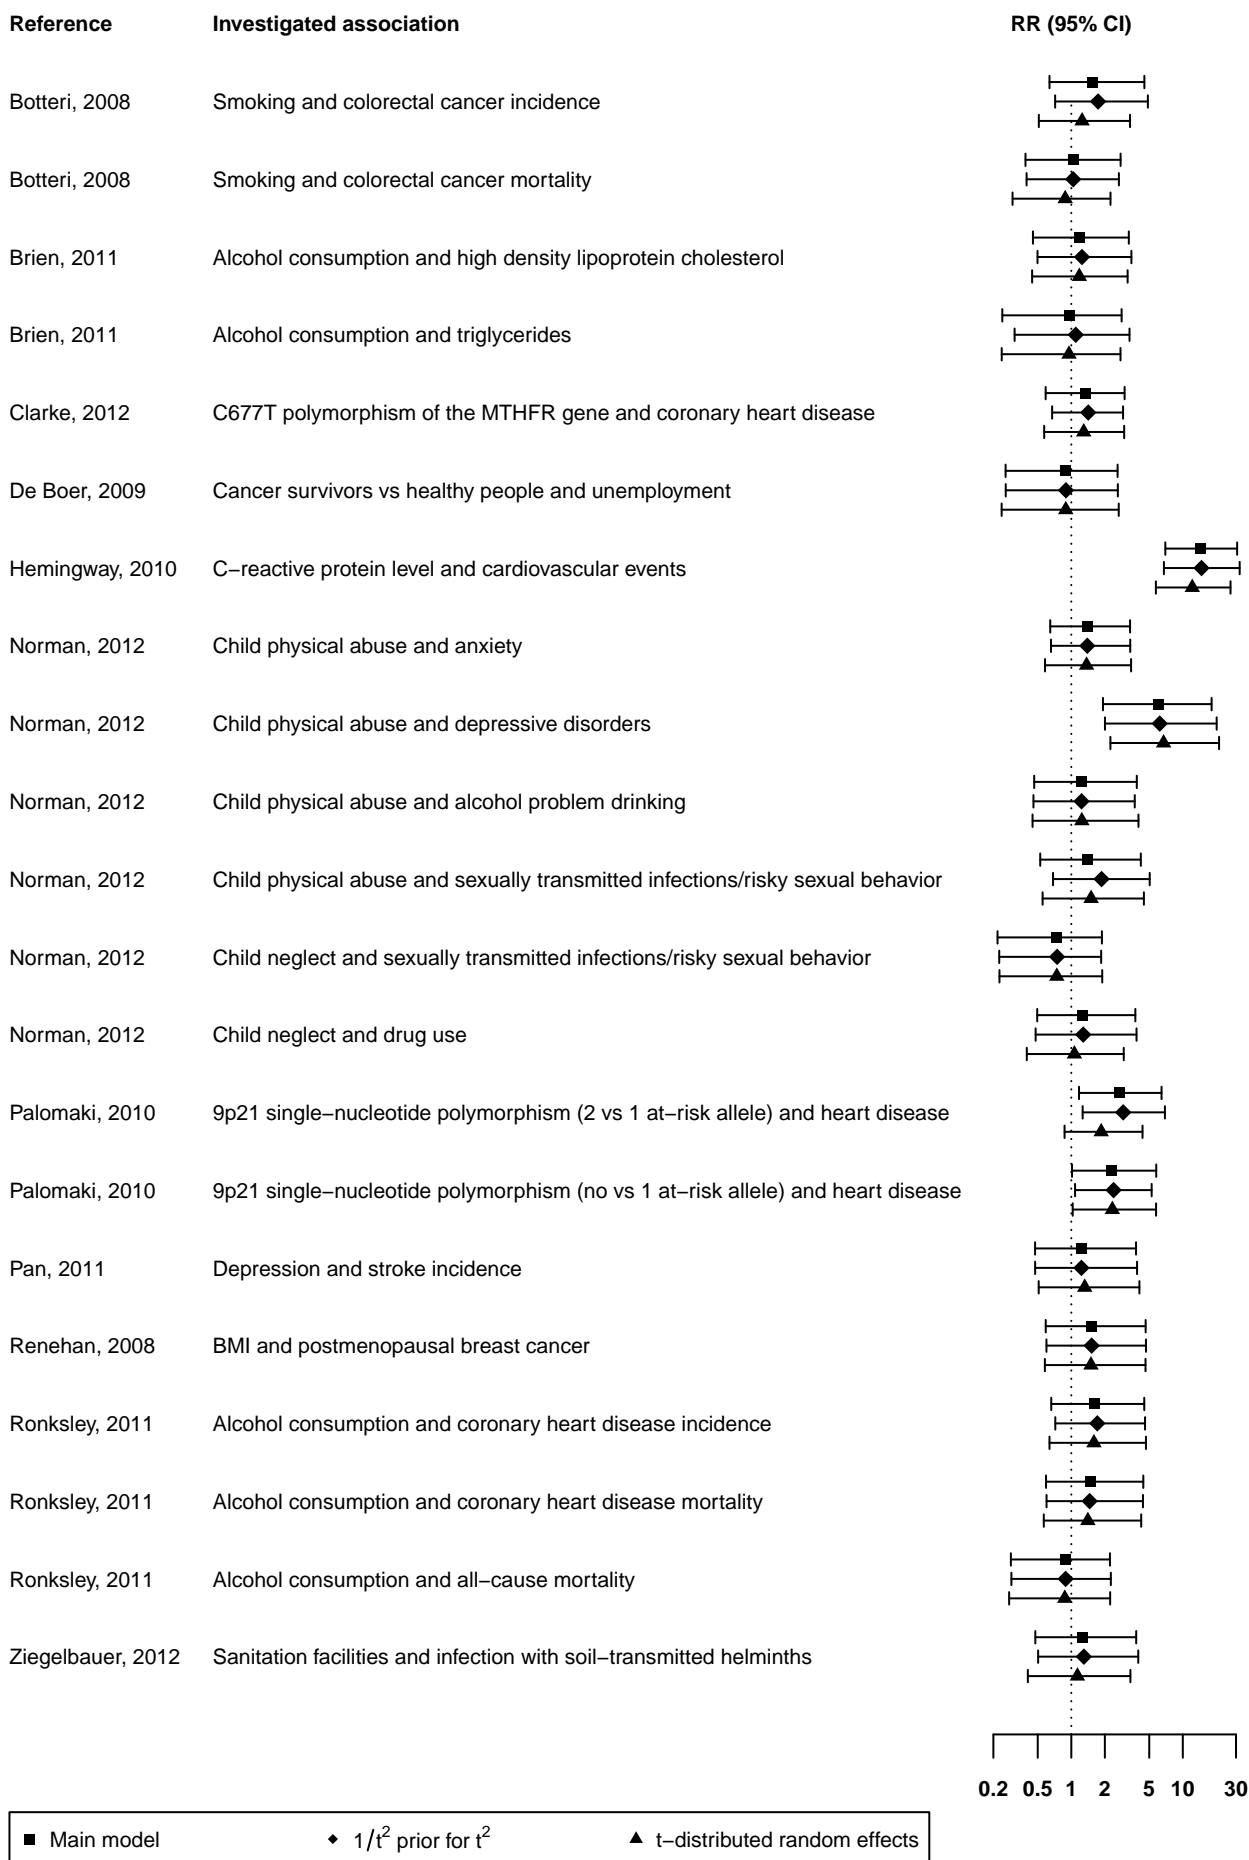 Reference Investigated association RR (95% CI)
Botteri, 2008 Smoking and colorectal cancer incidence
Botteri, 2008 Smoking and colorectal cancer mortality
Brien, 2011 Alcohol consumption and high density lipoprotein cholesterol
Brien, 2011 Alcohol consumption and triglycerides
Clarke, 2012 C677T polymorphism of the MTHFR gene and coronary heart disease
De Boer, 2009 Cancer survivors vs healthy people and unemployment
Hemingway, 2010 C−reactive protein level and cardiovascular events
Norman, 2012 Child physical abuse and anxiety
Norman, 2012 Child physical abuse and depressive disorders
Norman, 2012 Child physical abuse and alcohol problem drinking
Norman, 2012 Child physical abuse and sexually transmitted infections/risky sexual behavior
Norman, 2012 Child neglect and sexually transmitted infections/risky sexual behavior
Norman, 2012 Child neglect and drug use
Palomaki, 2010 9p21 single−nucleotide polymorphism (2 vs 1 at−risk allele) and heart disease
Palomaki, 2010 9p21 single−nucleotide polymorphism (no vs 1 at−risk allele) and heart disease
Pan, 2011 Depression and stroke incidence
Renehan, 2008 BMI and postmenopausal breast cancer
Ronksley, 2011 Alcohol consumption and coronary heart disease incidence
Ronksley, 2011 Alcohol consumption and coronary heart disease mortality
Ronksley, 2011 Alcohol consumption and all−cause mortality
Ziegelbauer, 2012 Sanitation facilities and infection with soil−transmitted helminths
0.2 0.5 1 2 5 10 30
Main model 1/t² prior for t² t−distributed random effects